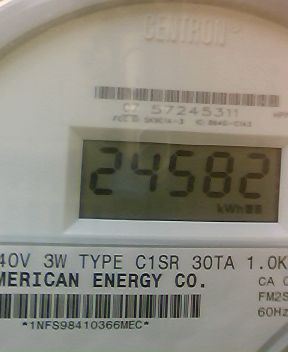 CENTRON®
C7 57245311
24582
kWh
40V 3W TYPE C1SR 30TA 1.0K
MERICAN ENERGY CO.
CA
FM2S
60Hz
*1NFS98410366MEC*